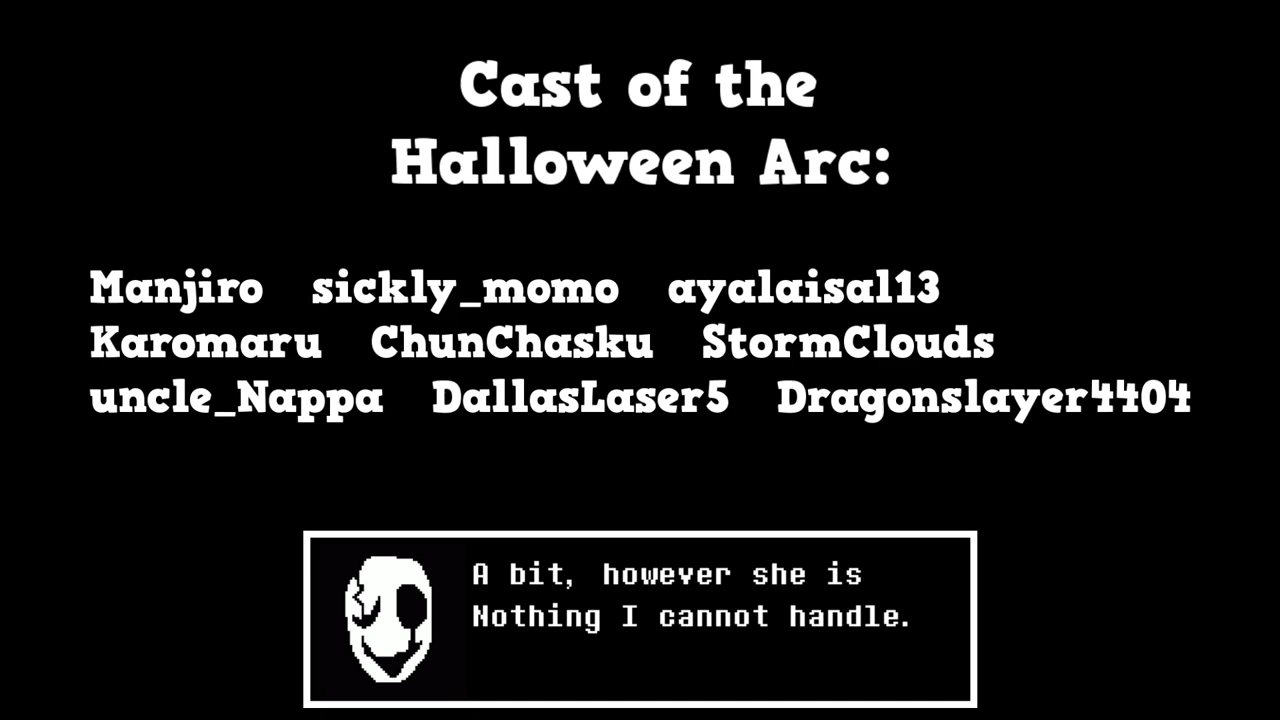 Cast of the
Halloween Arc:
Manjiro sickly_momo ayalaisal13
Karomaru ChunChasku StormClouds
uncle_Nappa DallasLaser5 Dragonslayer4404
A bit, however she is
Nothing I cannot handle.